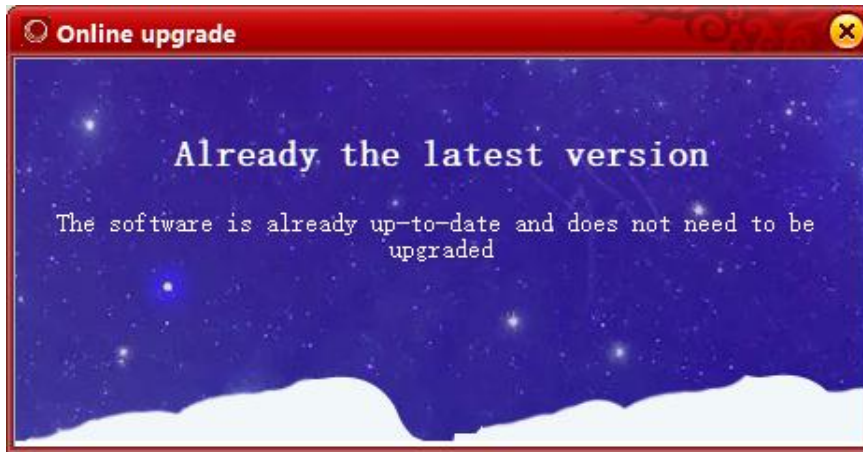 Online upgrade
Already the latest version
The software is already up-to-date and does not need to be
upgraded